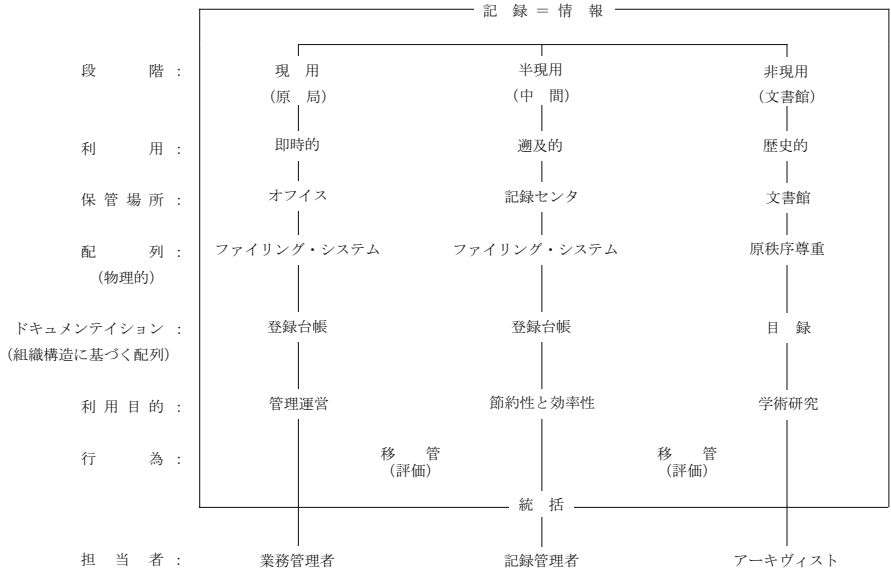 記 録 ＝ 情 報
段 階 : 現 用 半現用 非現用
（原 局） （中 間） （文書館）
利 用 : 即時的 遡及的 歴史的
保 管 場 所 : オフイス 記録センタ 文書館
配 列 : ファイリング・システム ファイリング・システム 原秩序尊重
（物理的）
ドキュメンテイション : 登録台帳 登録台帳 目 録
（組織構造に基づく配列）
利 用 目 的 : 管理運営 節約性と効率性 学術研究
行 為 : 移 管 移 管
（評価） （評価）
統 括
担 当 者 : 業務管理者 記録管理者 アーキヴィスト